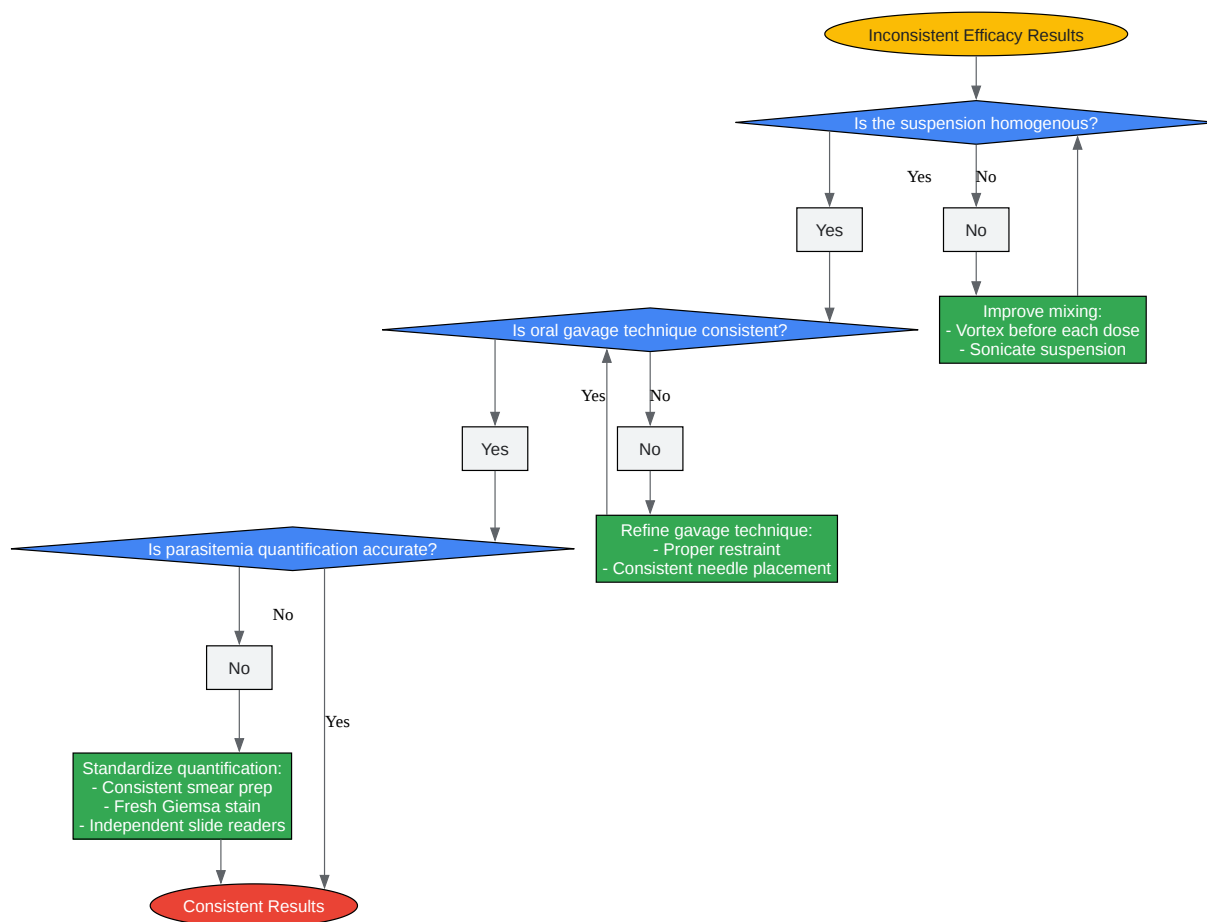 Inconsistent Efficacy Results
Is the suspension homogenous?
Yes
No
Yes
No
Improve mixing:
- Vortex before each dose
- Sonicate suspension
Is oral gavage technique consistent?
Yes
No
Yes
No
Refine gavage technique:
- Proper restraint
- Consistent needle placement
Is parasitemia quantification accurate?
No
No
Yes
Standardize quantification:
- Consistent smear prep
- Fresh Giemsa stain
- Independent slide readers
Consistent Results